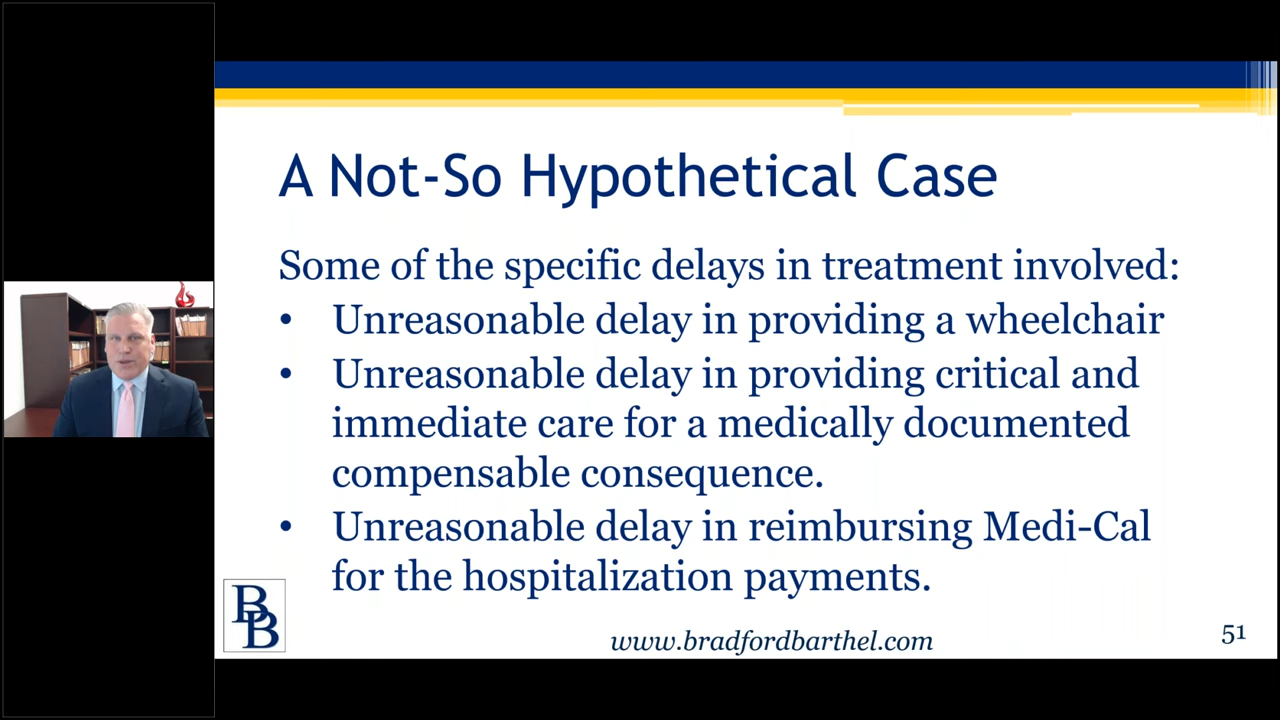 A Not-So Hypothetical Case
Some of the specific delays in treatment involved:
• Unreasonable delay in providing a wheelchair
• Unreasonable delay in providing critical and
immediate care for a medically documented
compensable consequence.
• Unreasonable delay in reimbursing Medi-Cal
for the hospitalization payments.
BB
www.bradfordbarthel.com
51